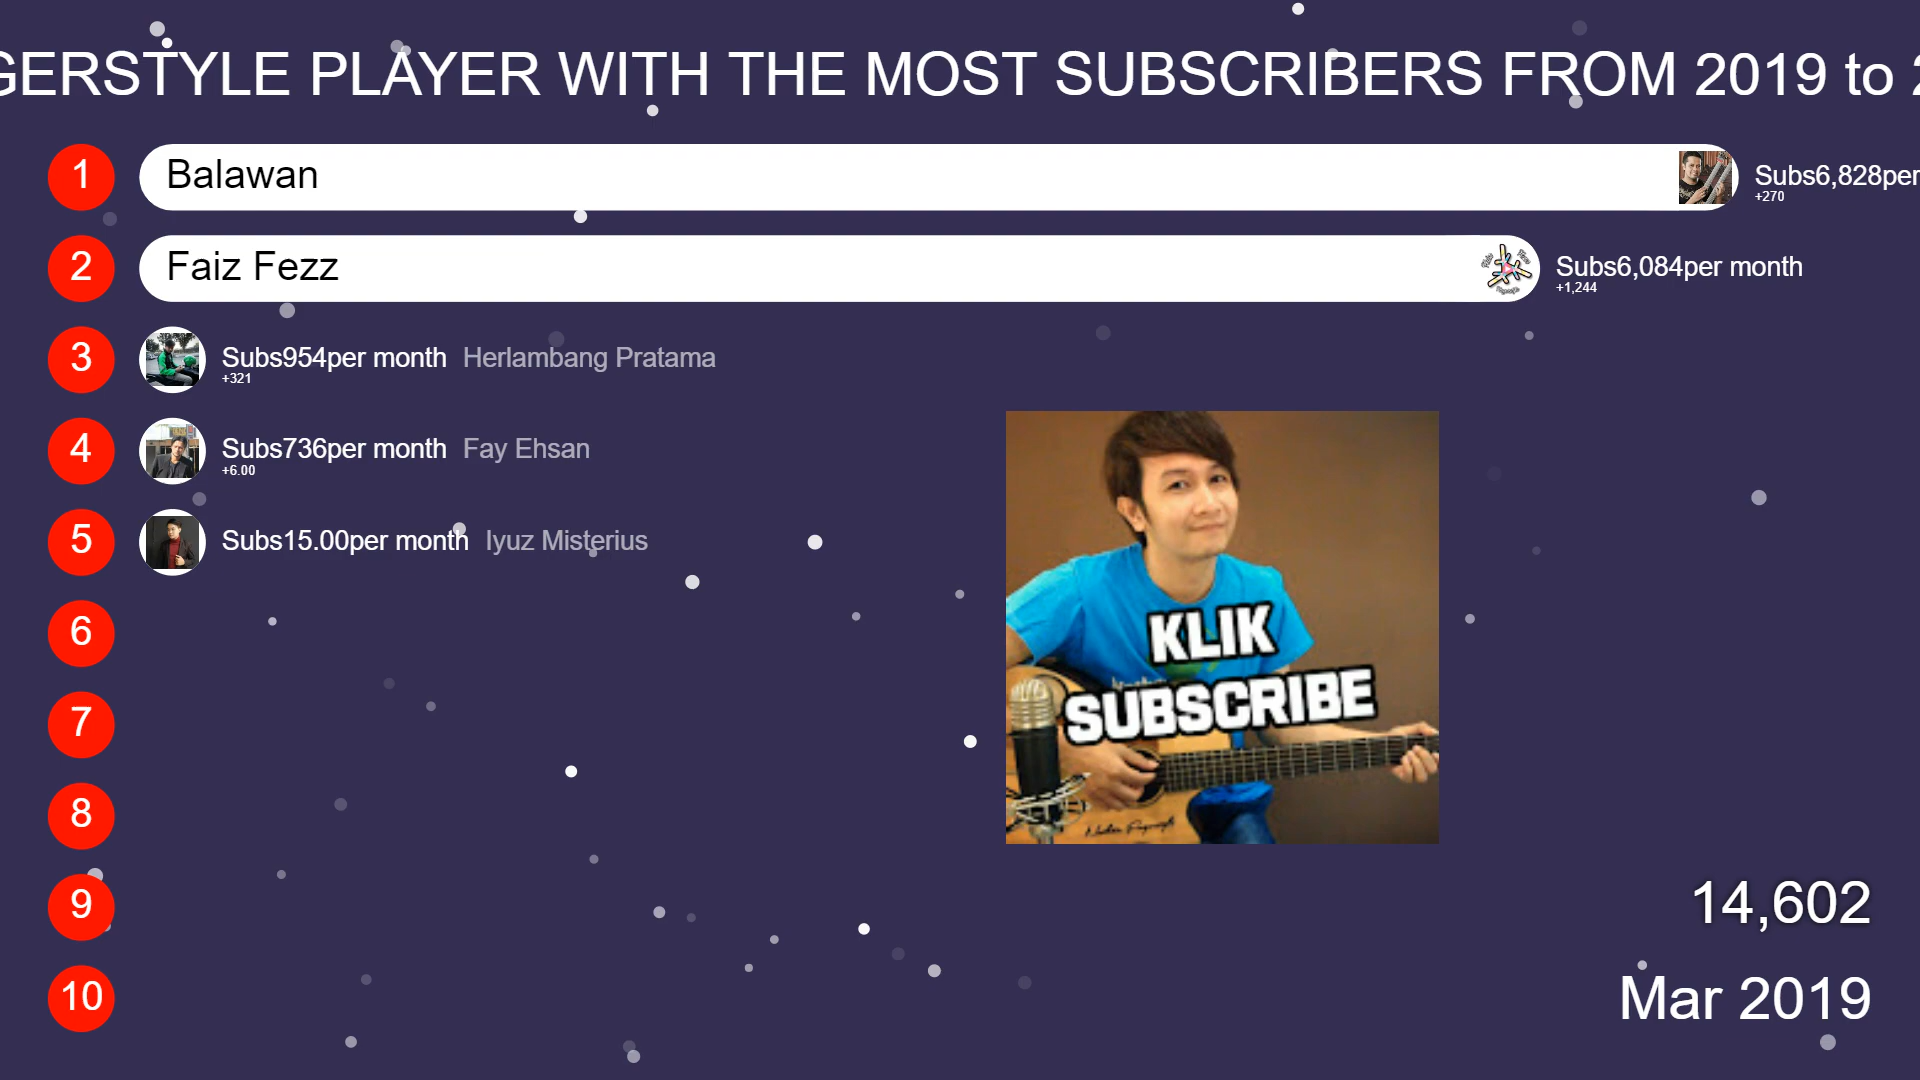 GERSTYLE PLAYER WITH THE MOST SUBSCRIBERS FROM 2019 to 2
1 Balawan Subs6,828per
+270
2 Faiz Fezz Subs6,084per month
+1,244
3 Subs954per month Herlambang Pratama
+321
4 Subs736per month Fay Ehsan
+6.00
5 Subs15.00per month Iyuz Misterius
6
KLIK
SUBSCRIBE
7
8
9
14,602
10
Mar 2019